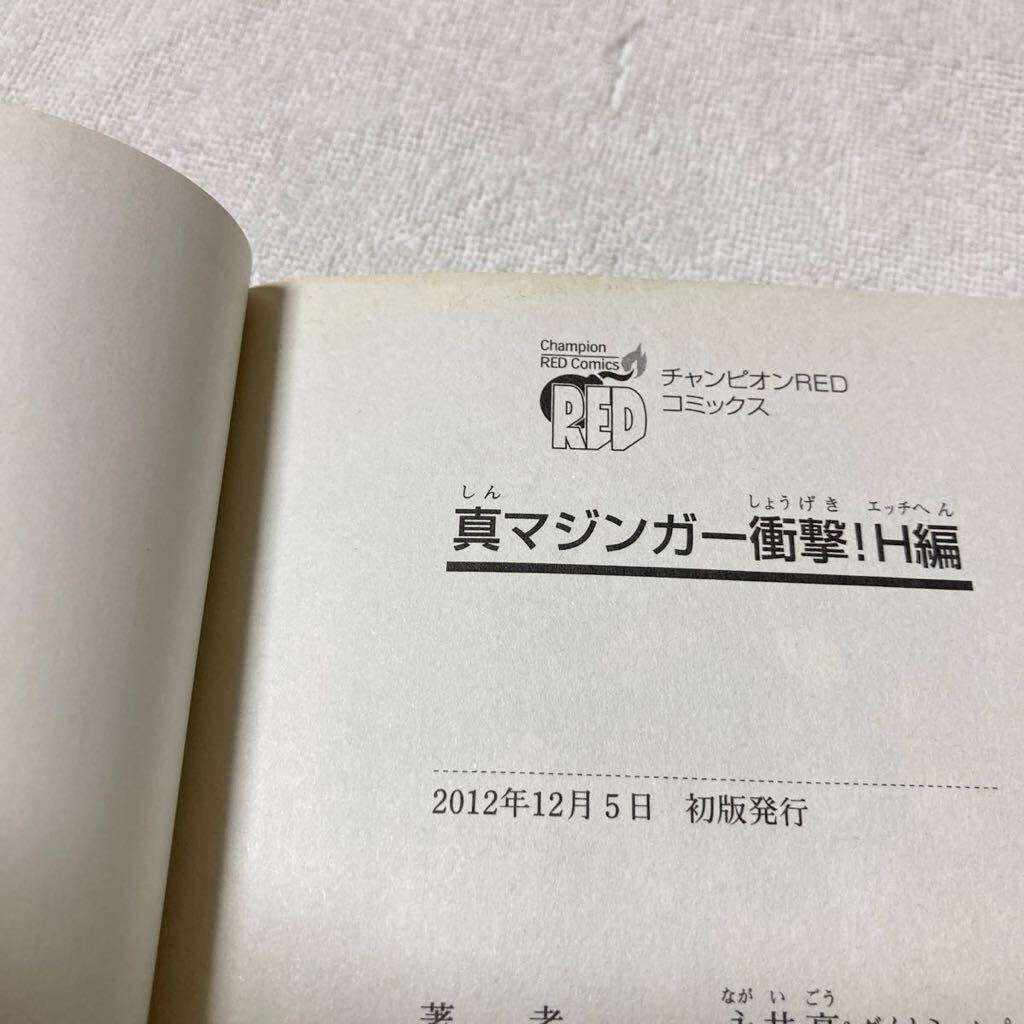 Champion
RED Comics
RED
チャンピオンRED
コミックス
しん しょうげき エッチへん
真マジンガー衝撃!H編
2012年12月5日 初版発行
なが い ごう
著 者 永井豪